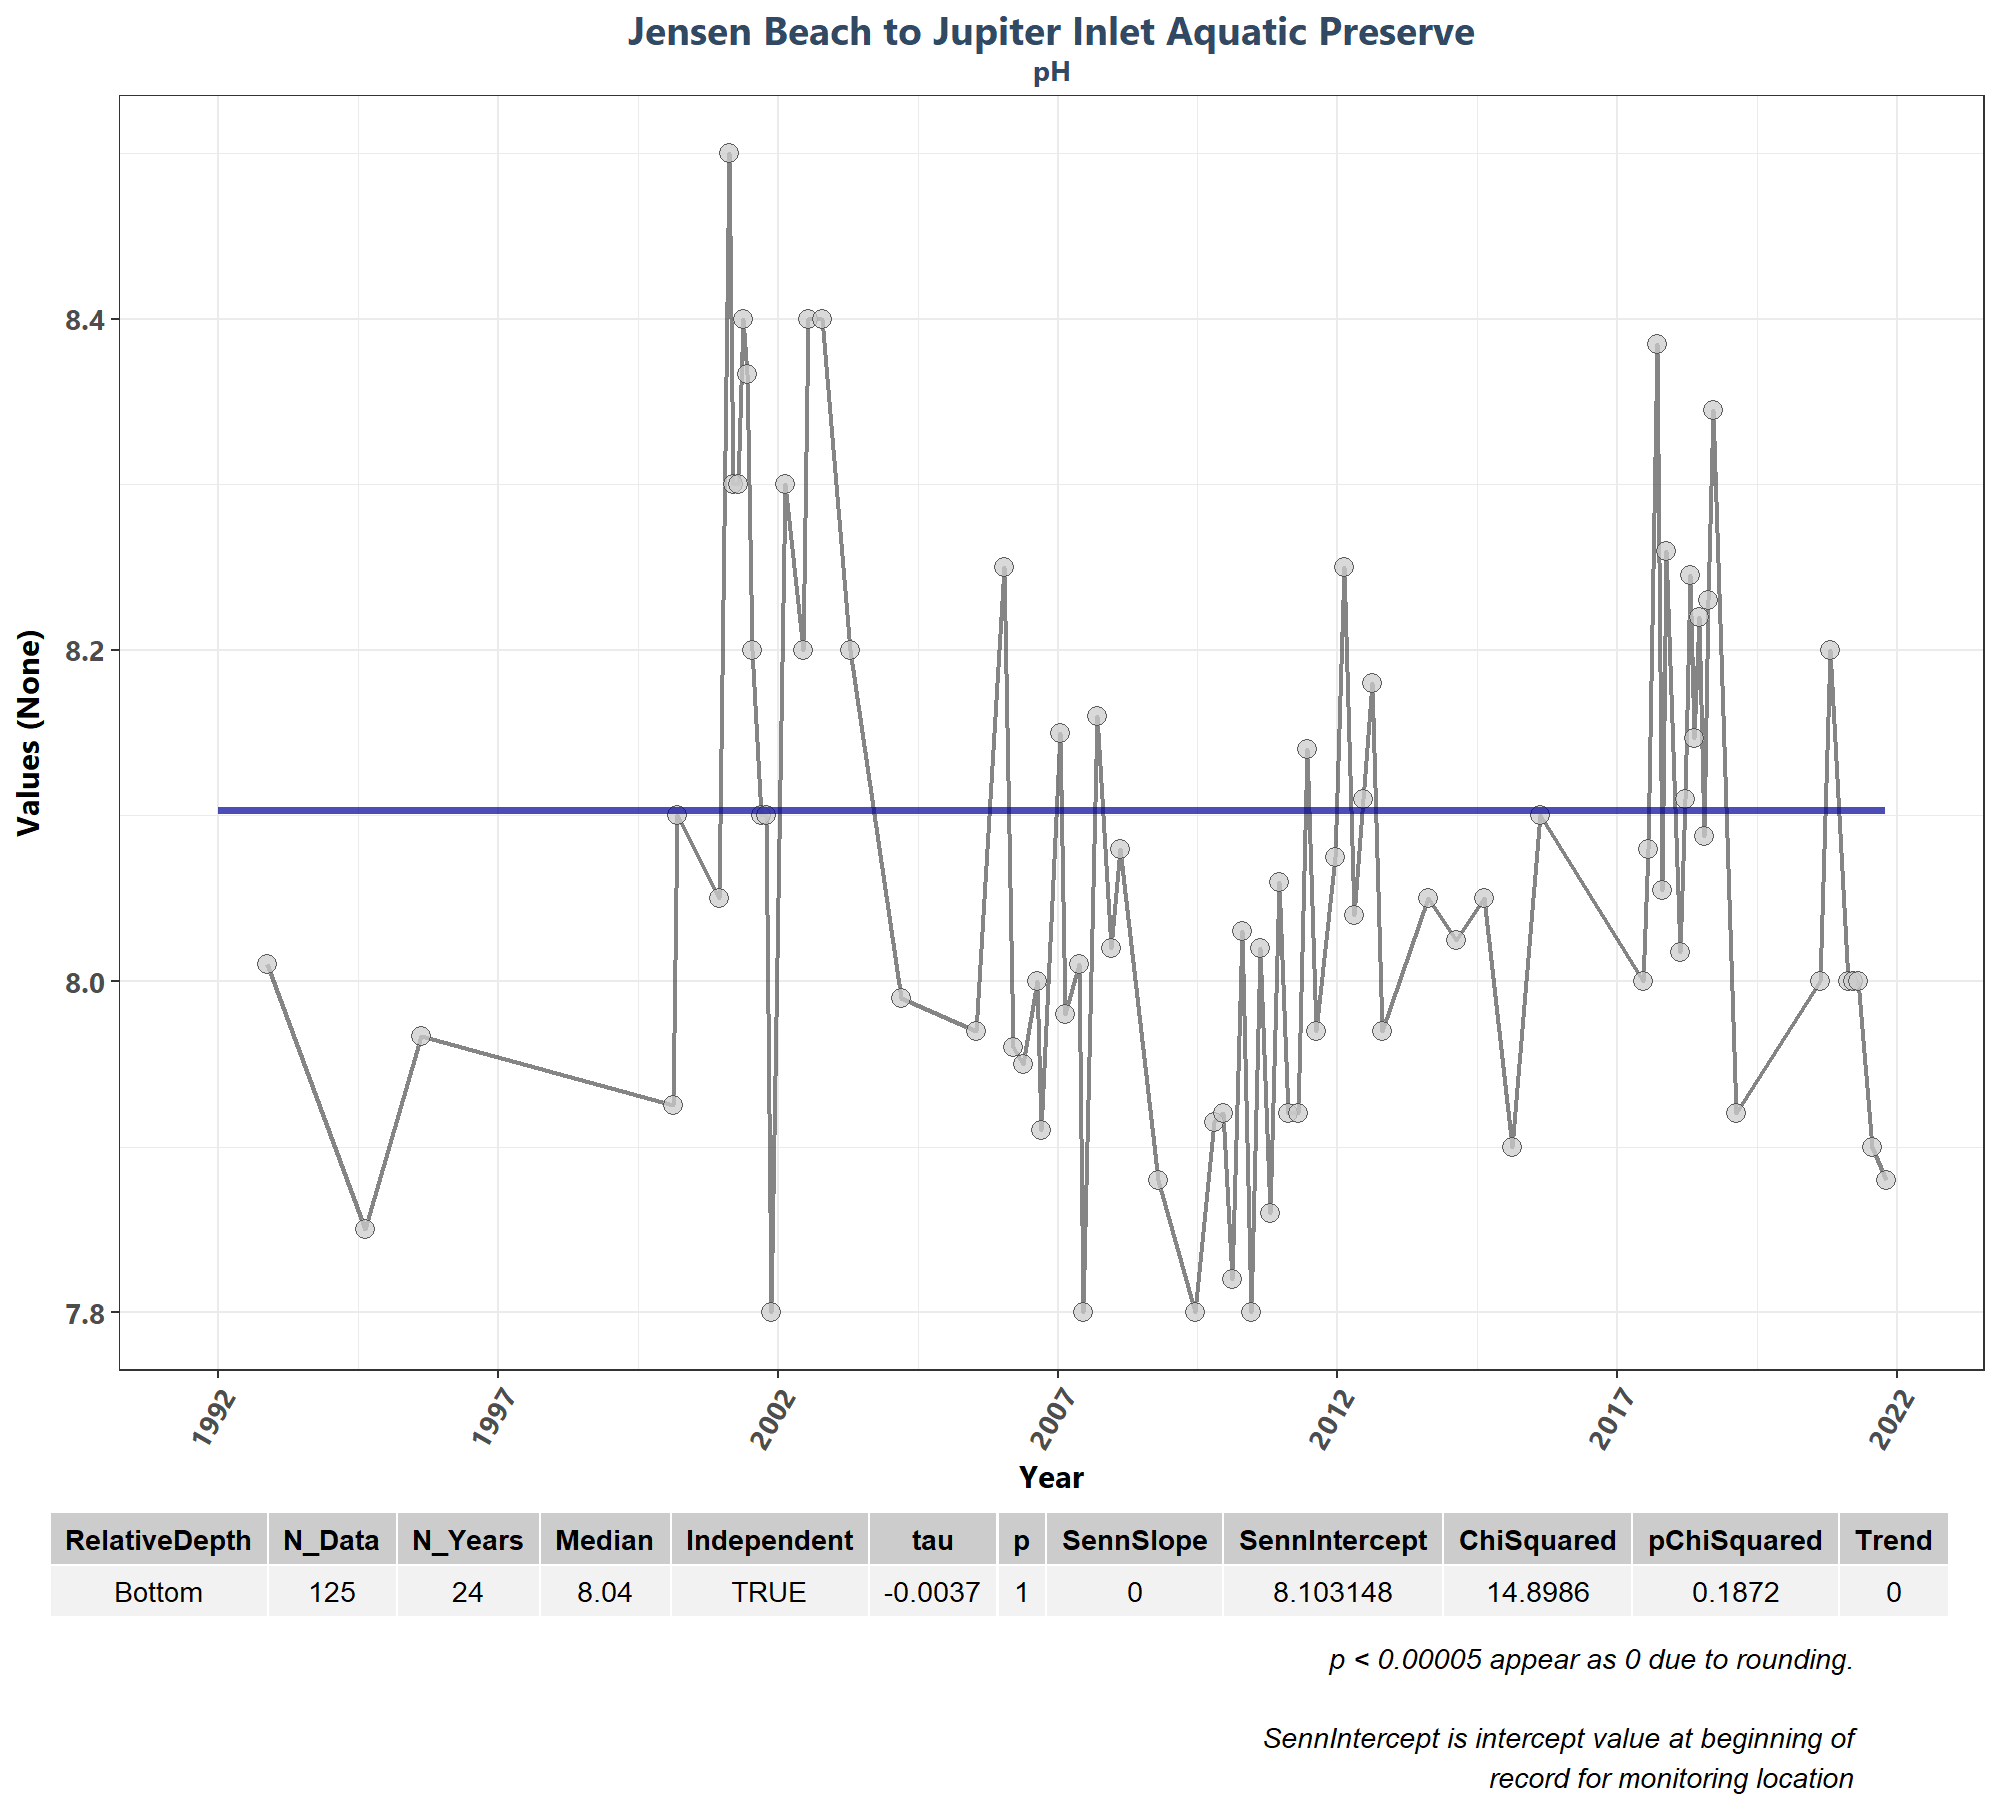 Jensen Beach to Jupiter Inlet Aquatic Preserve
pH
Values (None)
8.4
8.2
8.0
7.8
1992 1997 2002 2007 2012 2017 2022
Year
RelativeDepth N_Data N_Years Median Independent tau p SennSlope SennIntercept ChiSquared pChiSquared Trend
Bottom 125 24 8.04 TRUE -0.0037 1 0 8.103148 14.8986 0.1872 0
p < 0.00005 appear as 0 due to rounding.
SennIntercept is intercept value at beginning of
record for monitoring location